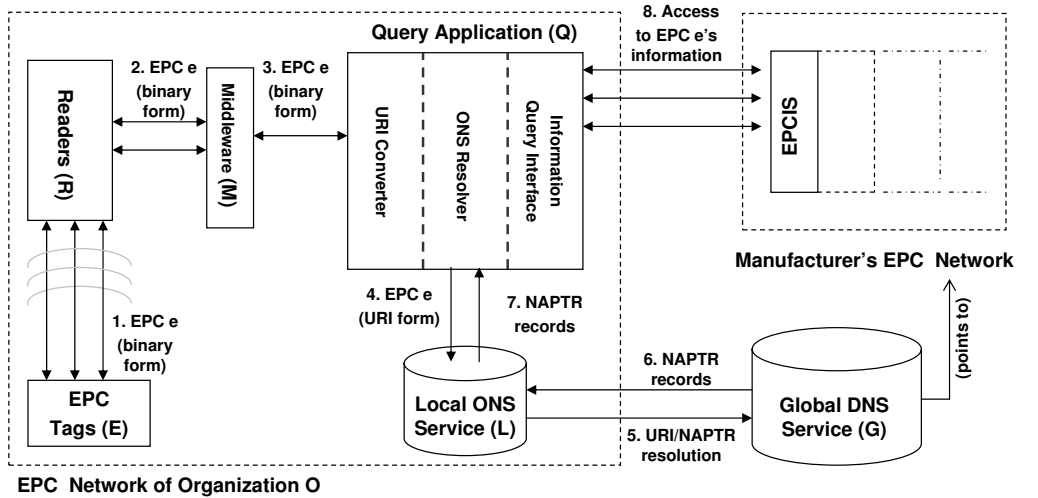 Query Application (Q)
8. Access
to EPC e's
information
2. EPC e
(binary
form)
3. EPC e
(binary
form)
Readers (R)
Middleware (M)
URI Converter
ONS Resolver
Information
Query Interface
EPCIS
Manufacturer's EPC Network
1. EPC e
(binary
form)
4. EPC e
(URI form)
7. NAPTR
records
EPC
Tags (E)
Local ONS
Service (L)
6. NAPTR
records
5. URI/NAPTR
resolution
Global DNS
Service (G)
(points to)
EPC Network of Organization O